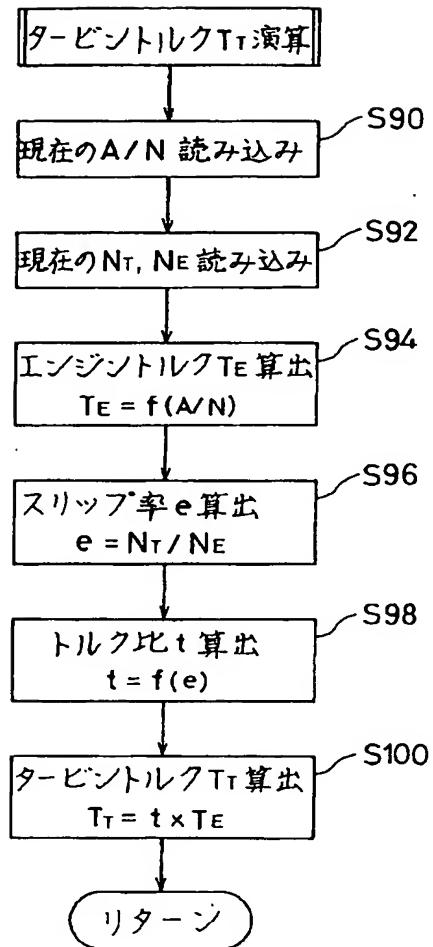 タービントルクTT演算
S90
現在のA/N 読み込み
S92
現在のNT, NE 読み込み
S94
エンジントルクTE算出
TE = f(A/N)
S96
スリップ率e算出
e = NT/NE
S98
トルク比t算出
t = f(e)
S100
タービントルクTT算出
TT = t×TE
リターン